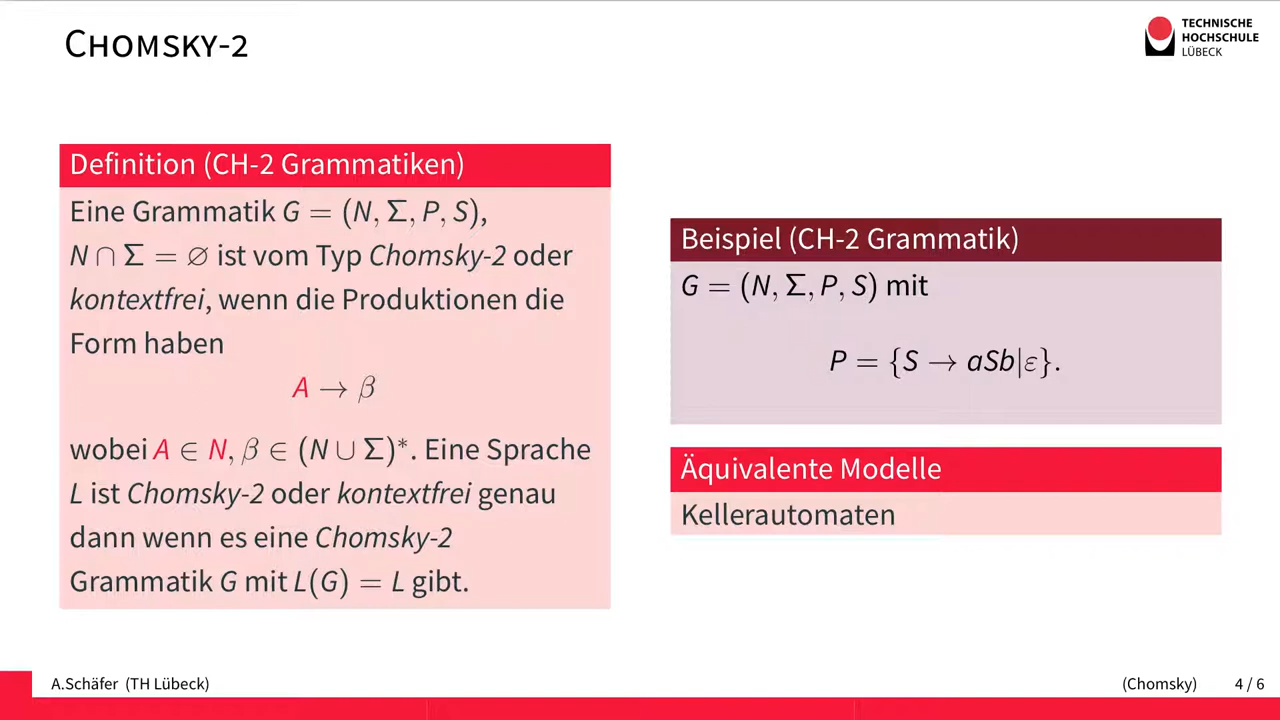 CHOMSKY-2
TECHNISCHE
HOCHSCHULE
LÜBECK
Definition (CH-2 Grammatiken)
Eine Grammatik G = (N, Σ, P, S),
N ∩ Σ = ∅ ist vom Typ Chomsky-2 oder
kontextfrei, wenn die Produktionen die
Form haben
A → β
wobei A ∈ N, β ∈ (N ∪ Σ)*. Eine Sprache
L ist Chomsky-2 oder kontextfrei genau
dann wenn es eine Chomsky-2
Grammatik G mit L(G) = L gibt.
Beispiel (CH-2 Grammatik)
G = (N, Σ, P, S) mit
P = {S → aSb|ε}.
Äquivalente Modelle
Kellerautomaten
A.Schäfer (TH Lübeck)
(Chomsky)
4 / 6